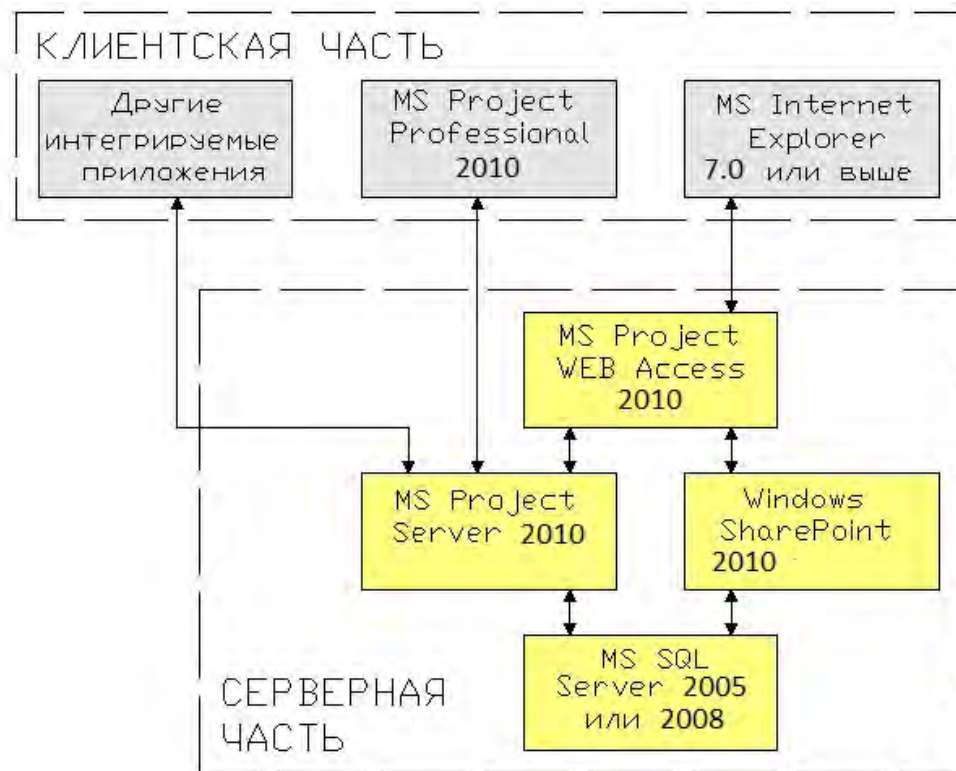 КЛИЕНТСКАЯ ЧАСТЬ
Другие
интегрируемые
приложения
MS Project
Professional
2010
MS Internet
Explorer
7.0 или выше
MS Project
WEB Access
2010
MS Project
Server 2010
Windows
SharePoint
2010
MS SQL
Server 2005
или 2008
СЕРВЕРНАЯ
ЧАСТЬ